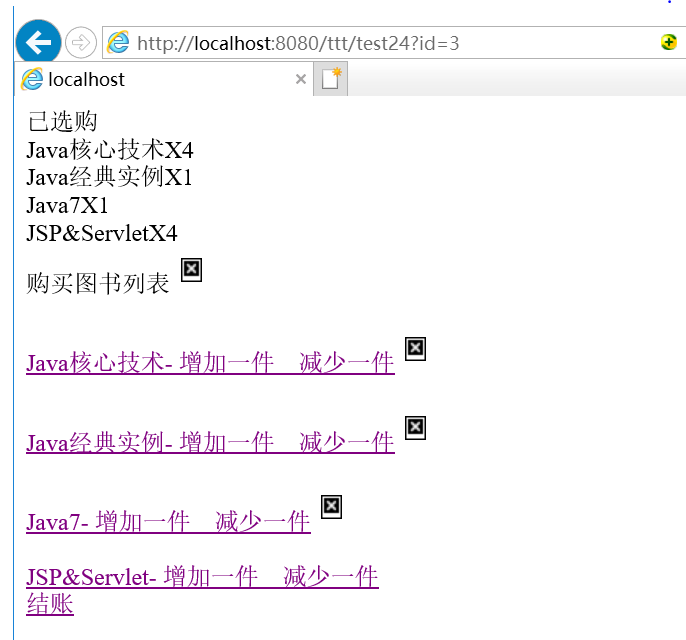 http://localhost:8080/ttt/test24?id=3
localhost
已选购
Java核心技术X4
Java经典实例X1
Java7X1
JSP&ServletX4
购买图书列表
Java核心技术- 增加一件 减少一件
Java经典实例- 增加一件 减少一件
Java7- 增加一件 减少一件
JSP&Servlet- 增加一件 减少一件
结账